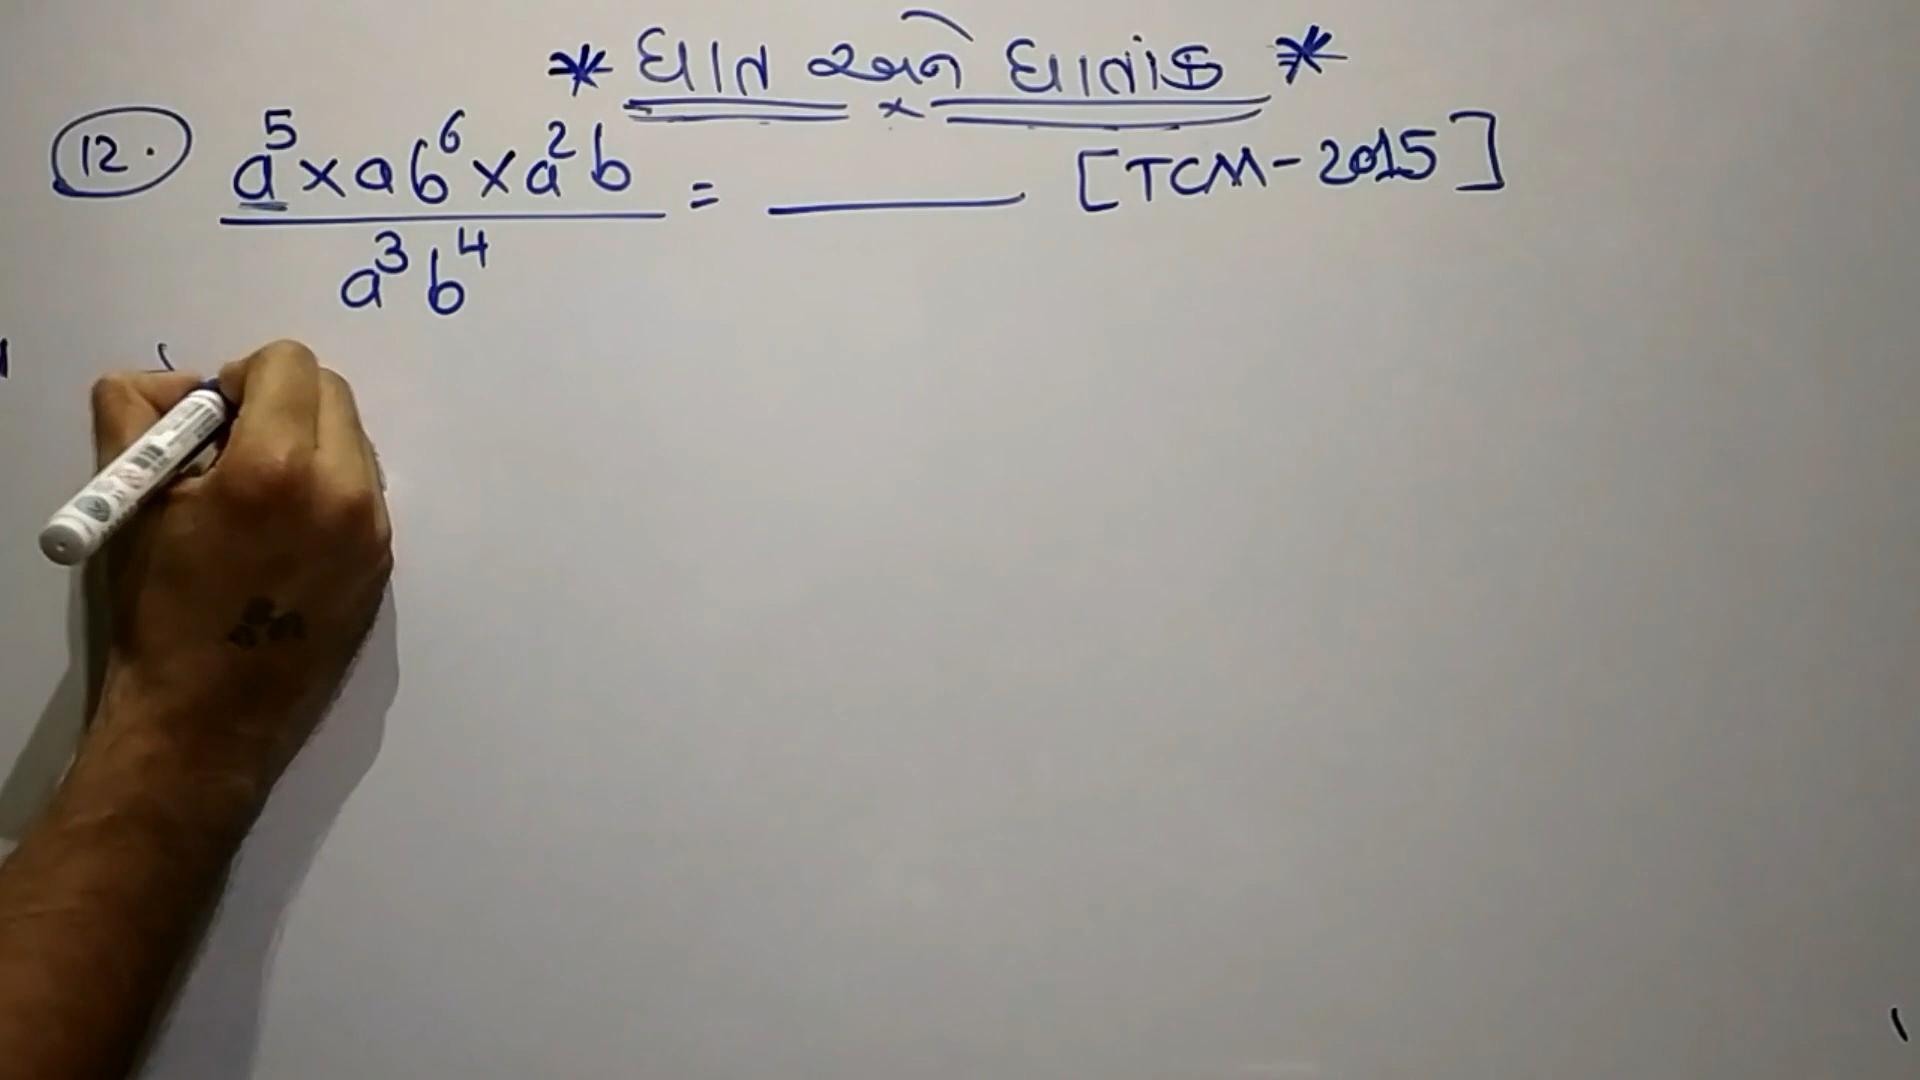 * ઘાત અને ઘાતાંક *
12. a⁵ × ab⁶ × a²b / a³b⁴ = ______ [TCM-2015]